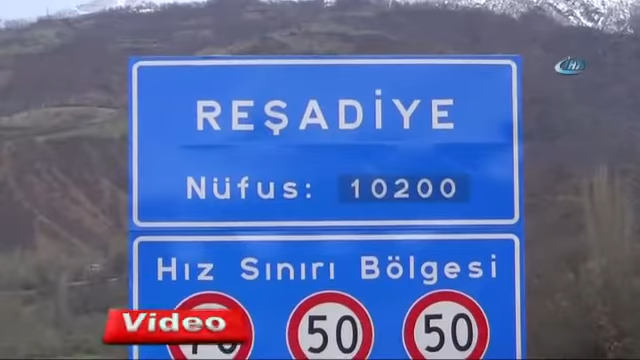 REŞADİYE
Nüfus: 10200
Hız Sınırı Bölgesi
50 50
Video